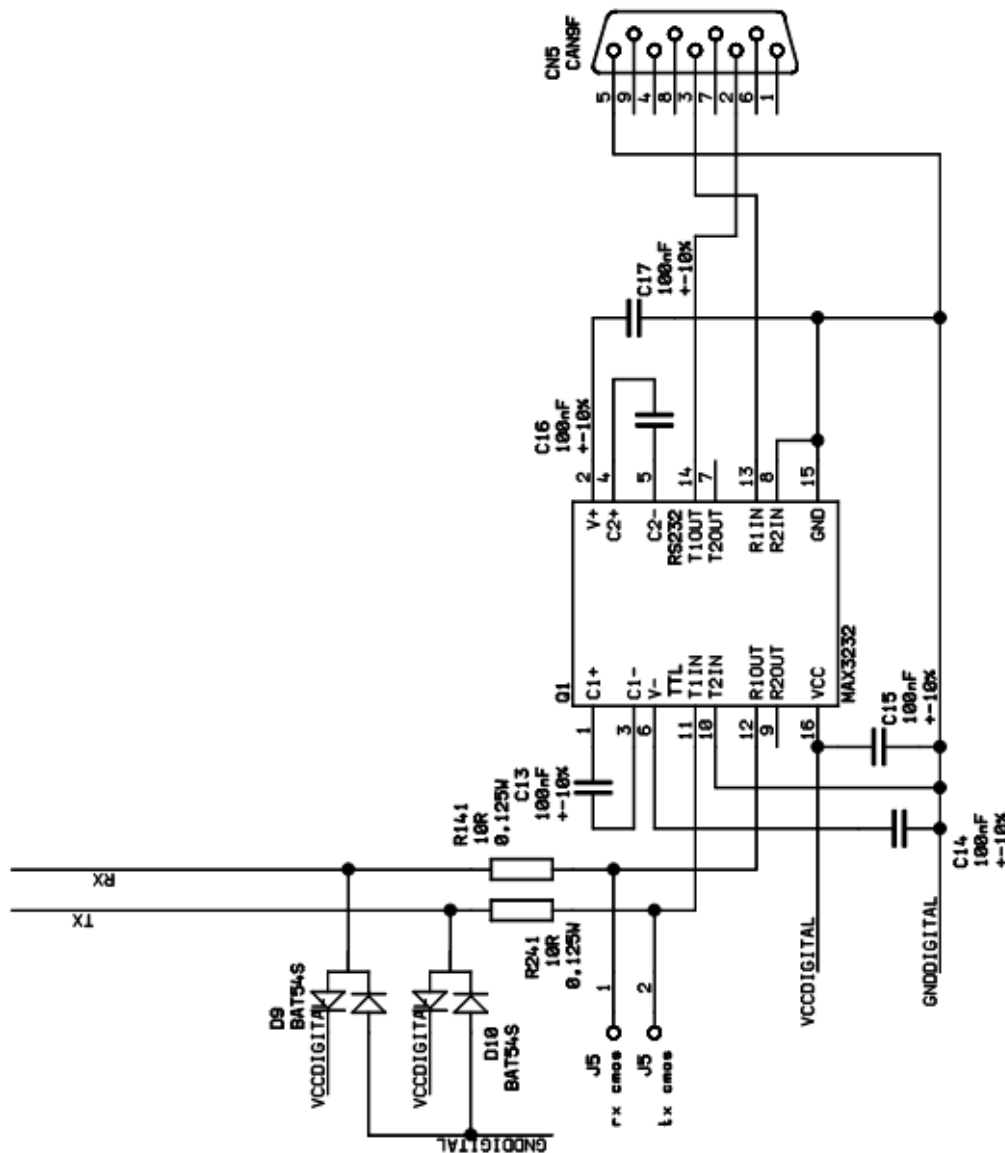 CN5
CAN9F
5
9
4
8
3
7
2
6
1
C17
100nF
+-10%
C16
100nF
+-10%
2
4
5
14
7
13
8
15
V+
C2+
C2-
RS232
T1OUT
T2OUT
R1IN
R2IN
GND
Q1
C1+
C1-
V-
TTL
T1IN
T2IN
R1OUT
R2OUT
VCC
MAX3232
1
3
6
11
10
12
9
16
C13
100nF
+-10%
C15
100nF
+-10%
C14
100nF
+-10%
R141
10R
0.125W
R241
10R
0.125W
RX
TX
D9
BAT54S
VCCDIGITAL
VCCDIGITAL
D10
BAT54S
GNDDIGITAL
1
2
J5
rx cmos
J5
tx cmos
VCCDIGITAL
GNDDIGITAL